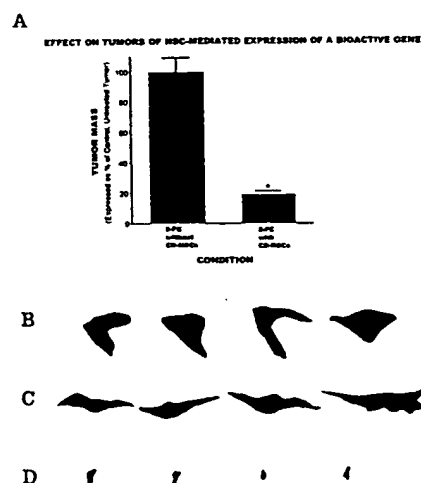 A
EFFECT ON TUMORS OF NSC-MEDIATED EXPRESSION OF A BIOACTIVE GENE
TUMOR MASS
(Expressed as % of Control, Untreated Tumor)
100
80
60
40
20
0
*
5-FC
without
CD-NSCs
5-FC
with
CD-NSCs
CONDITION
B
C
D